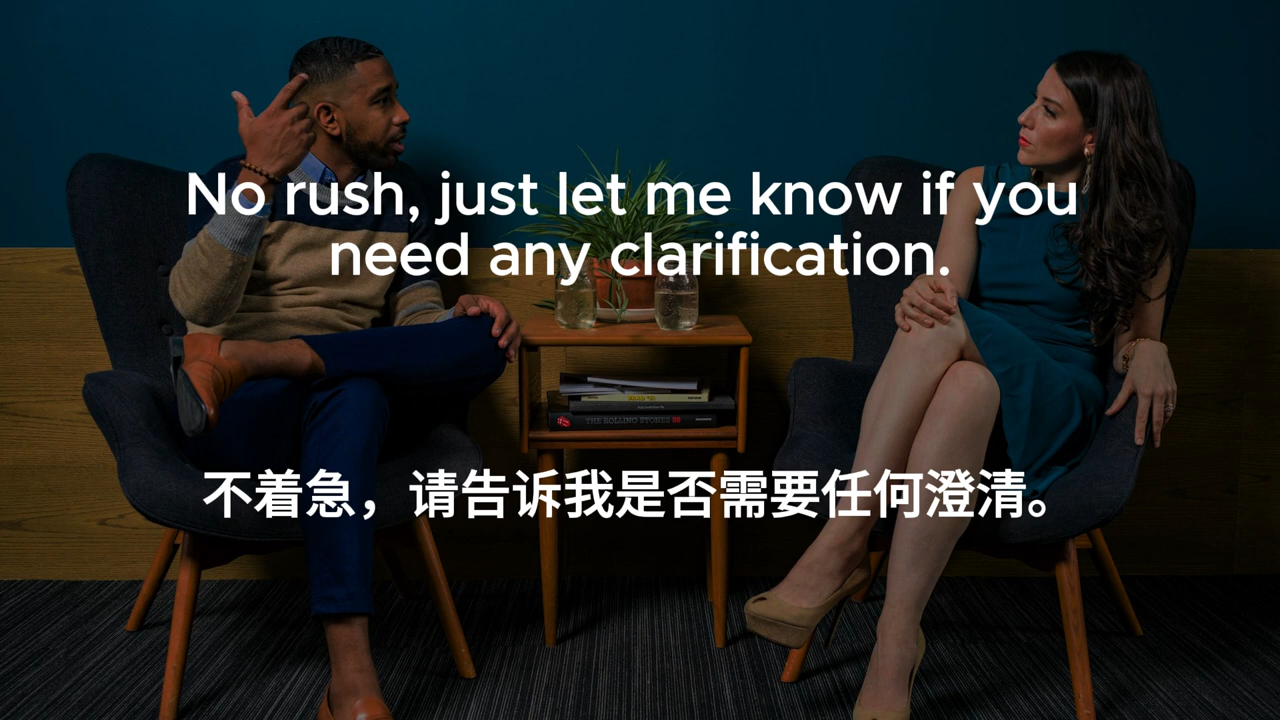 No rush, just let me know if you
need any clarification.
THE ROLLING STONES
不着急，请告诉我是否需要任何澄清。